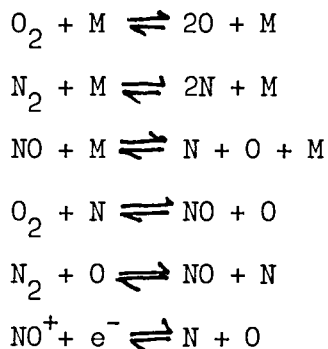 O₂ + M ⇌ 2O + M
N₂ + M ⇌ 2N + M
NO + M ⇌ N + O + M
O₂ + N ⇌ NO + O
N₂ + O ⇌ NO + N
NO⁺ + e⁻ ⇌ N + O